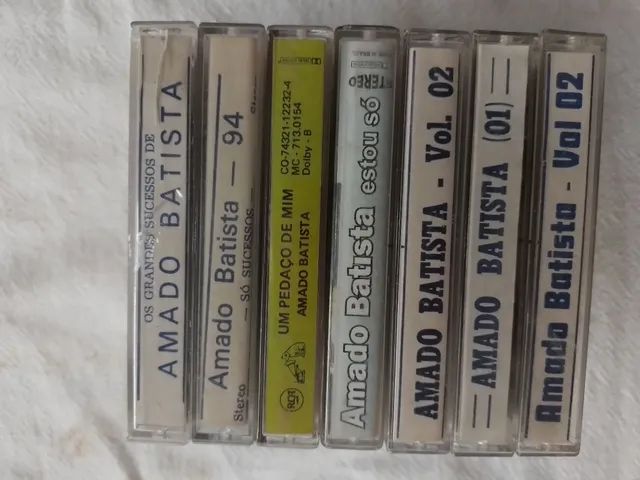 OS GRANDES SUCESSOS DE
AMADO BATISTA
Amado Batista — 94
— SÓ SUCESSOS —
Stereo
UM PEDAÇO DE MIM
AMADO BATISTA
CO-74321-12232-4
MC - 713.0154
Dolby - B
STEREO
Amado Batista estou só
AMADO BATISTA - Vol. 02
AMADO BATISTA (01)
Amado Batista - Vol 02